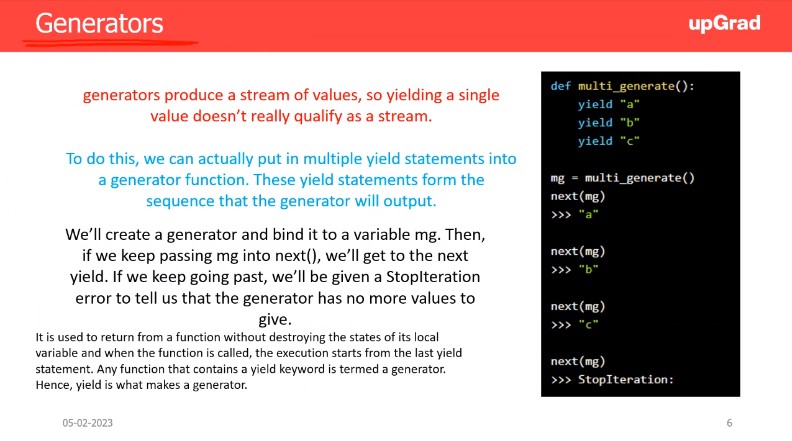 Generators
upGrad
generators produce a stream of values, so yielding a single
value doesn't really qualify as a stream.
To do this, we can actually put in multiple yield statements into
a generator function. These yield statements form the
sequence that the generator will output.
We'll create a generator and bind it to a variable mg. Then,
if we keep passing mg into next(), we'll get to the next
yield. If we keep going past, we'll be given a StopIteration
error to tell us that the generator has no more values to
give.
It is used to return from a function without destroying the states of its local
variable and when the function is called, the execution starts from the last yield
statement. Any function that contains a yield keyword is termed a generator.
Hence, yield is what makes a generator.
def multi_generate():
    yield "a"
    yield "b"
    yield "c"
mg = multi_generate()
next(mg)
>>> "a"
next(mg)
>>> "b"
next(mg)
>>> "c"
next(mg)
>>> StopIteration:
05-02-2023
6